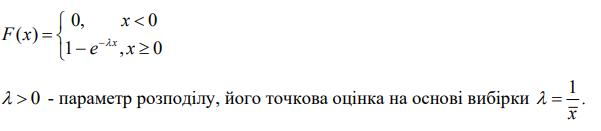 F(x) = { 0, x < 0
1 − e^{−λx}, x ≥ 0
λ > 0 - параметр розподілу, його точкова оцінка на основі вибірки λ = 1/x̅.